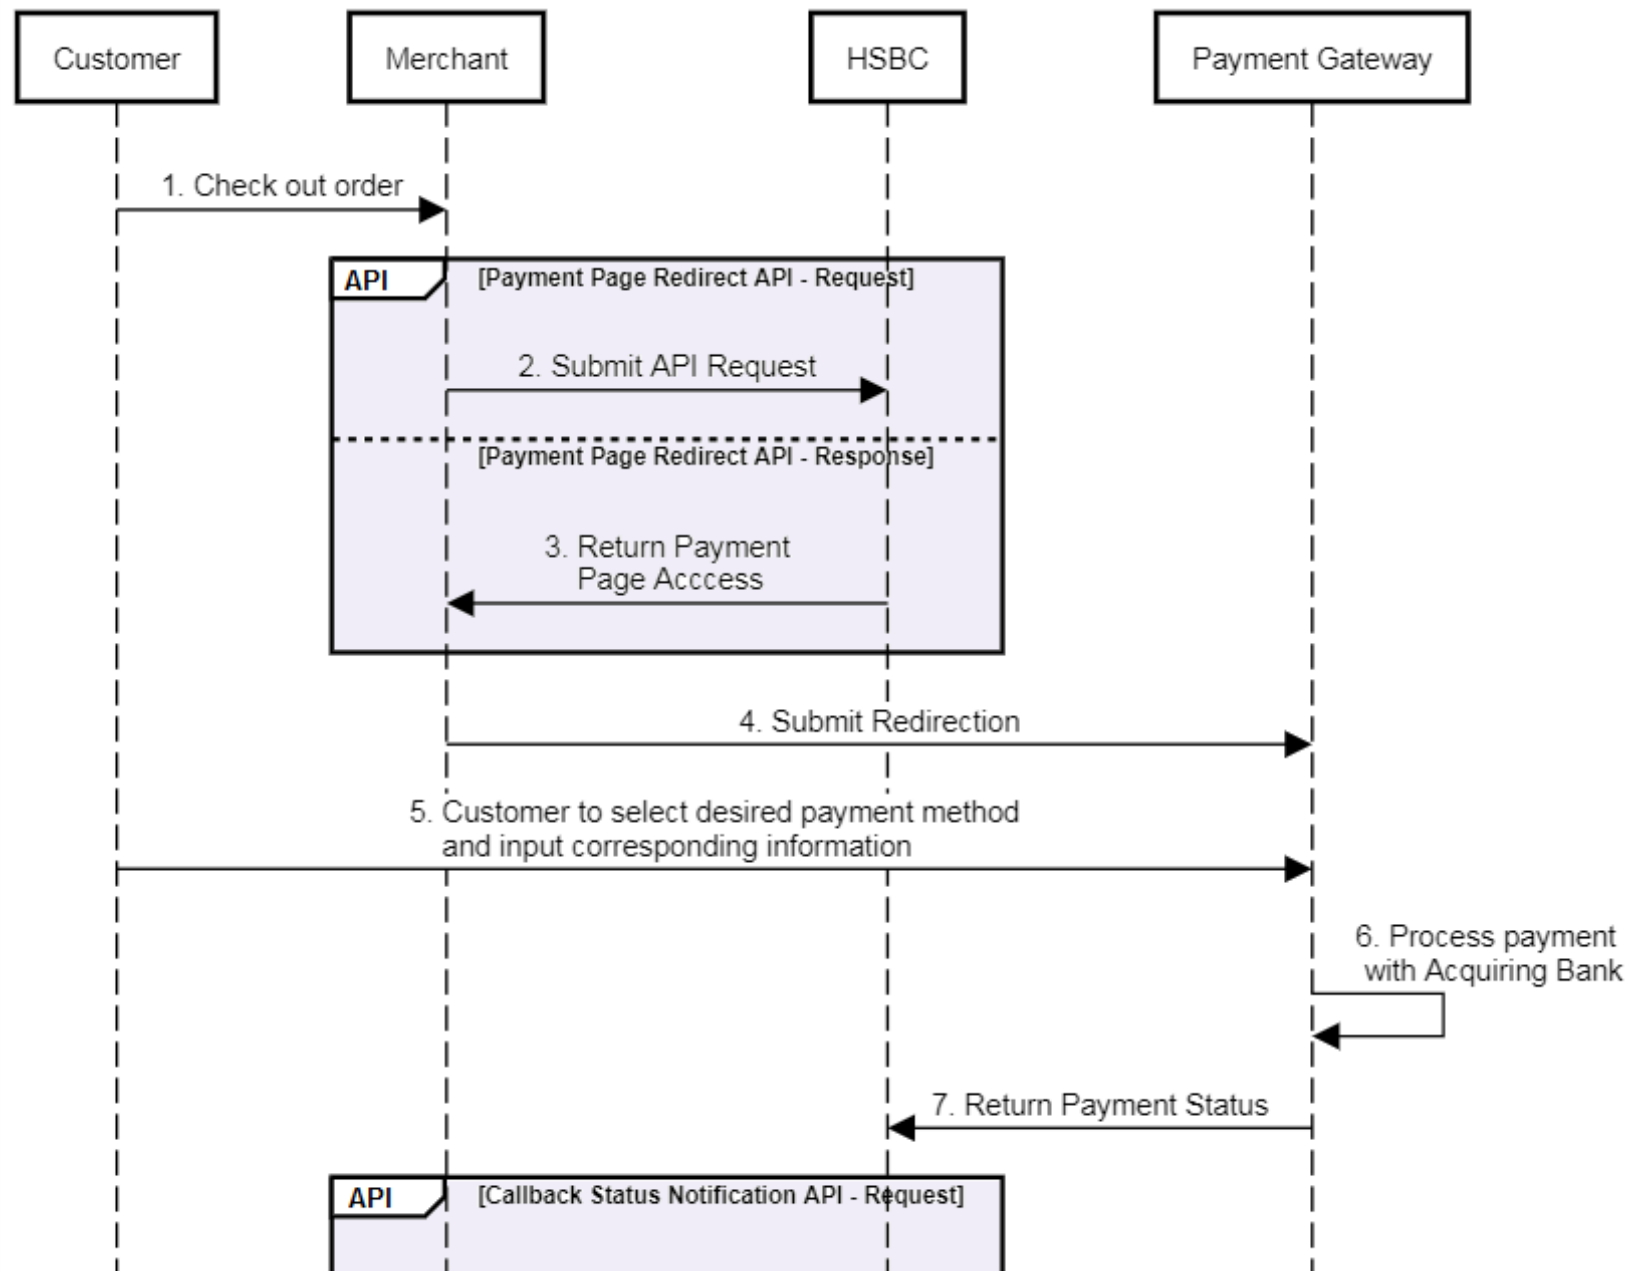 Customer
Merchant
HSBC
Payment Gateway
1. Check out order
API
[Payment Page Redirect API - Request]
2. Submit API Request
[Payment Page Redirect API - Response]
3. Return Payment
Page Acccess
4. Submit Redirection
5. Customer to select desired payment method
and input corresponding information
6. Process payment
with Acquiring Bank
7. Return Payment Status
API
[Callback Status Notification API - Request]